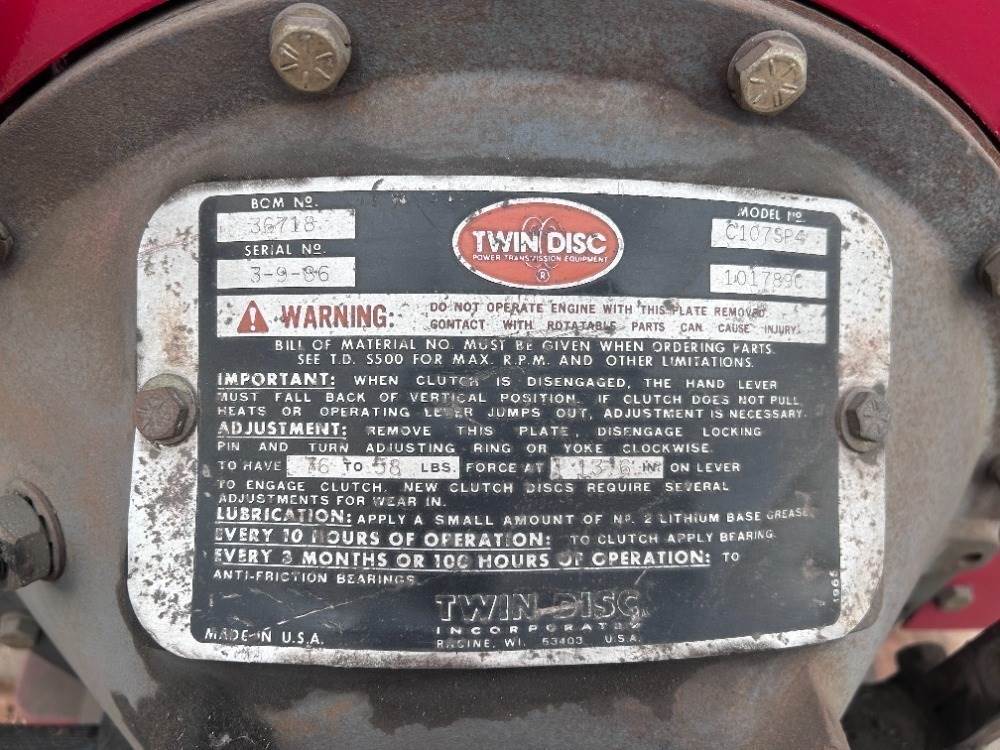 BCM Nº.
36718
SERIAL Nº.
3-9-86
TWIN DISC
POWER TRANSMISSION EQUIPMENT
®
MODEL Nº.
C107SP4
101789C
WARNING: DO NOT OPERATE ENGINE WITH THIS PLATE REMOVED.
CONTACT WITH ROTATABLE PARTS CAN CAUSE INJURY.
BILL OF MATERIAL NO. MUST BE GIVEN WHEN ORDERING PARTS.
SEE T.D. S500 FOR MAX. R.P.M. AND OTHER LIMITATIONS.
IMPORTANT: WHEN CLUTCH IS DISENGAGED, THE HAND LEVER
MUST FALL BACK OF VERTICAL POSITION. IF CLUTCH DOES NOT PULL,
HEATS OR OPERATING LEVER JUMPS OUT, ADJUSTMENT IS NECESSARY.
ADJUSTMENT: REMOVE THIS PLATE, DISENGAGE LOCKING
PIN AND TURN ADJUSTING RING OR YOKE CLOCKWISE.
TO HAVE TO 58 LBS. FORCE AT IN. ON LEVER
TO ENGAGE CLUTCH. NEW CLUTCH DISCS REQUIRE SEVERAL
ADJUSTMENTS FOR WEAR IN.
LUBRICATION: APPLY A SMALL AMOUNT OF Nº. 2 LITHIUM BASE GREASE
EVERY 10 HOURS OF OPERATION: TO CLUTCH APPLY BEARING.
EVERY 3 MONTHS OR 100 HOURS OF OPERATION: TO
ANTI-FRICTION BEARINGS.
TWIN DISC
INCORPORATED
RACINE, WI. 53403 U.S.A.
MADE IN U.S.A.